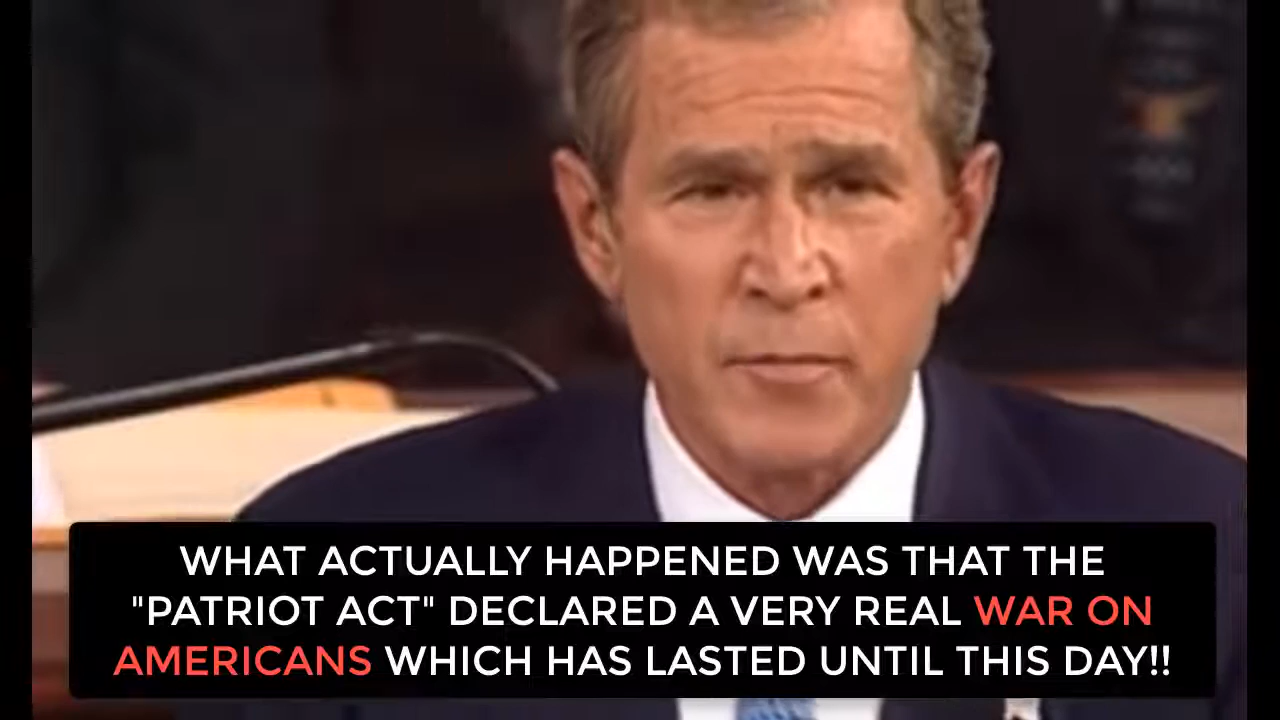 WHAT ACTUALLY HAPPENED WAS THAT THE
"PATRIOT ACT" DECLARED A VERY REAL WAR ON
AMERICANS WHICH HAS LASTED UNTIL THIS DAY!!